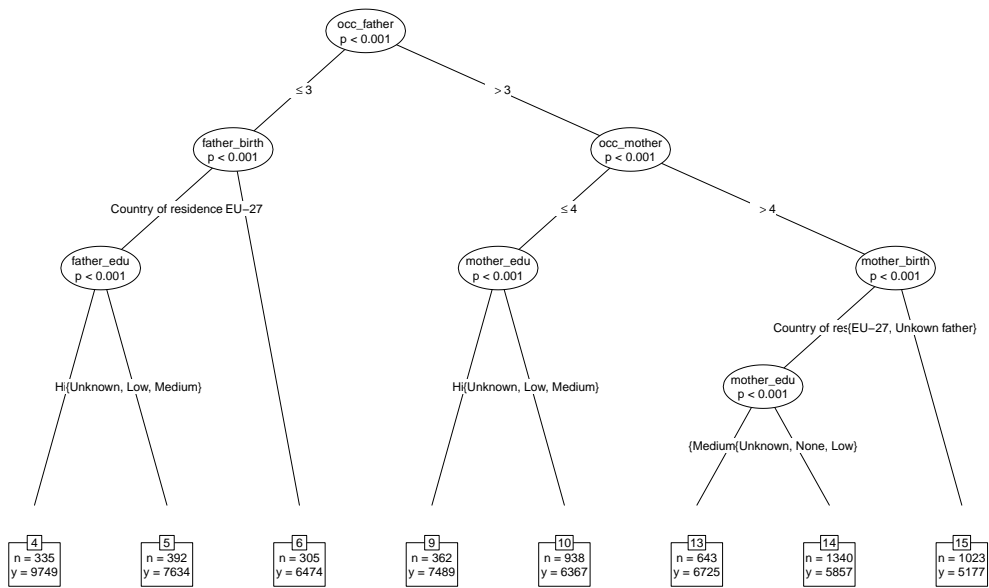 occ_father
p < 0.001
≤ 3
> 3
father_birth
p < 0.001
occ_mother
p < 0.001
Country of residence EU−27
≤ 4
> 4
father_edu
p < 0.001
mother_edu
p < 0.001
mother_birth
p < 0.001
Country of res{EU−27, Unkown father}
Hi{Unknown, Low, Medium}
Hi{Unknown, Low, Medium}
mother_edu
p < 0.001
{Medium{Unknown, None, Low}
4
n = 335
y = 9749
5
n = 392
y = 7634
6
n = 305
y = 6474
9
n = 362
y = 7489
10
n = 938
y = 6367
13
n = 643
y = 6725
14
n = 1340
y = 5857
15
n = 1023
y = 5177